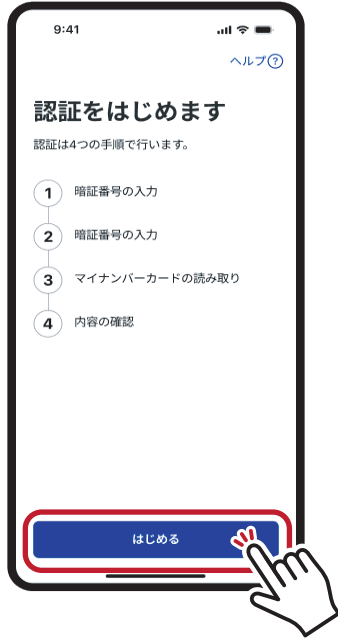 9:41
ヘルプ?
認証をはじめます
認証は4つの手順で行います。
1 暗証番号の入力
2 暗証番号の入力
3 マイナンバーカードの読み取り
4 内容の確認
はじめる